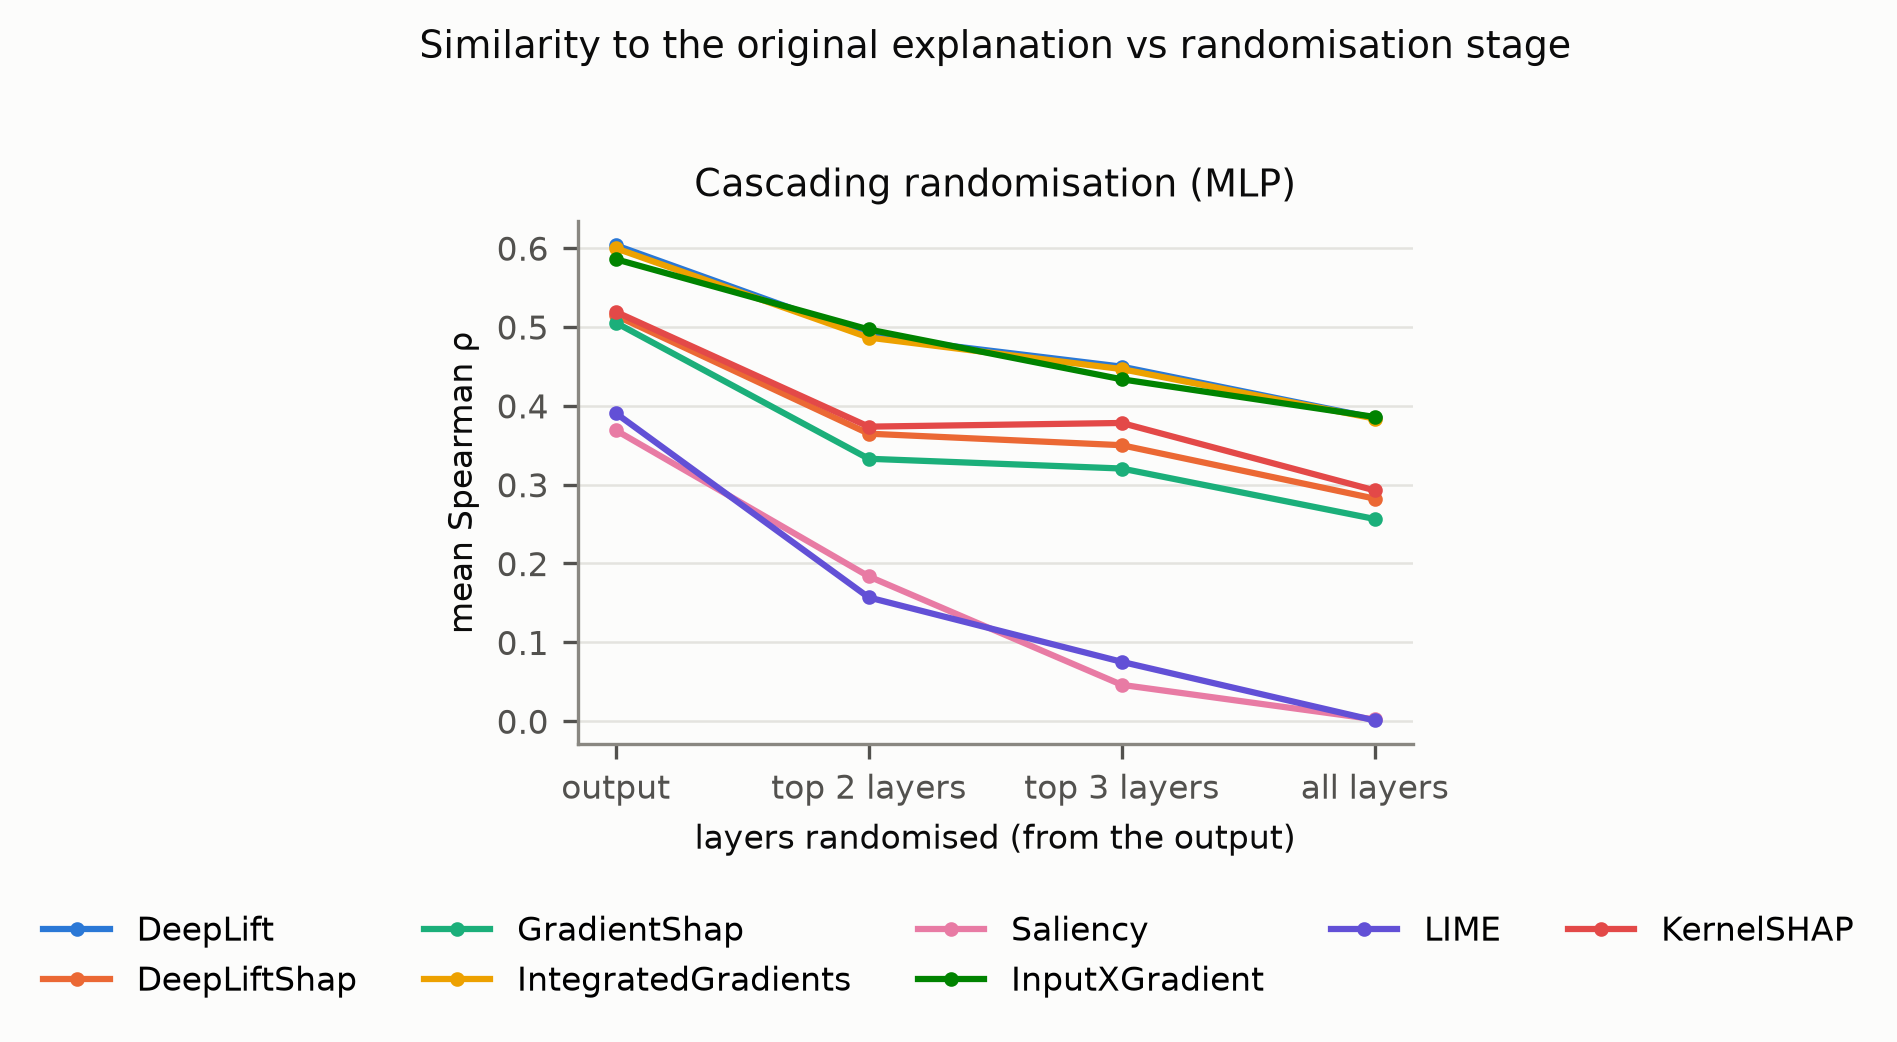 Similarity to the original explanation vs randomisation stage
Cascading randomisation (MLP)
mean Spearman ρ
0.6
0.5
0.4
0.3
0.2
0.1
0.0
output top 2 layers top 3 layers all layers
layers randomised (from the output)
DeepLift GradientShap Saliency LIME KernelSHAP
DeepLiftShap IntegratedGradients InputXGradient